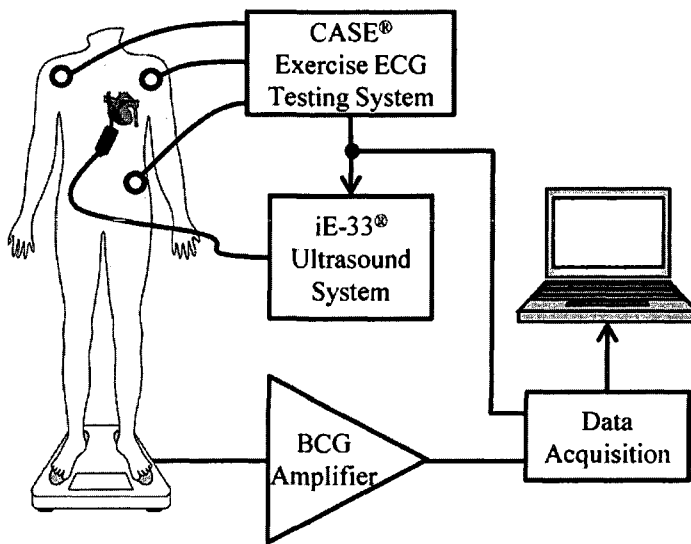 CASE®
Exercise ECG
Testing System
iE-33®
Ultrasound
System
BCG
Amplifier
Data
Acquisition